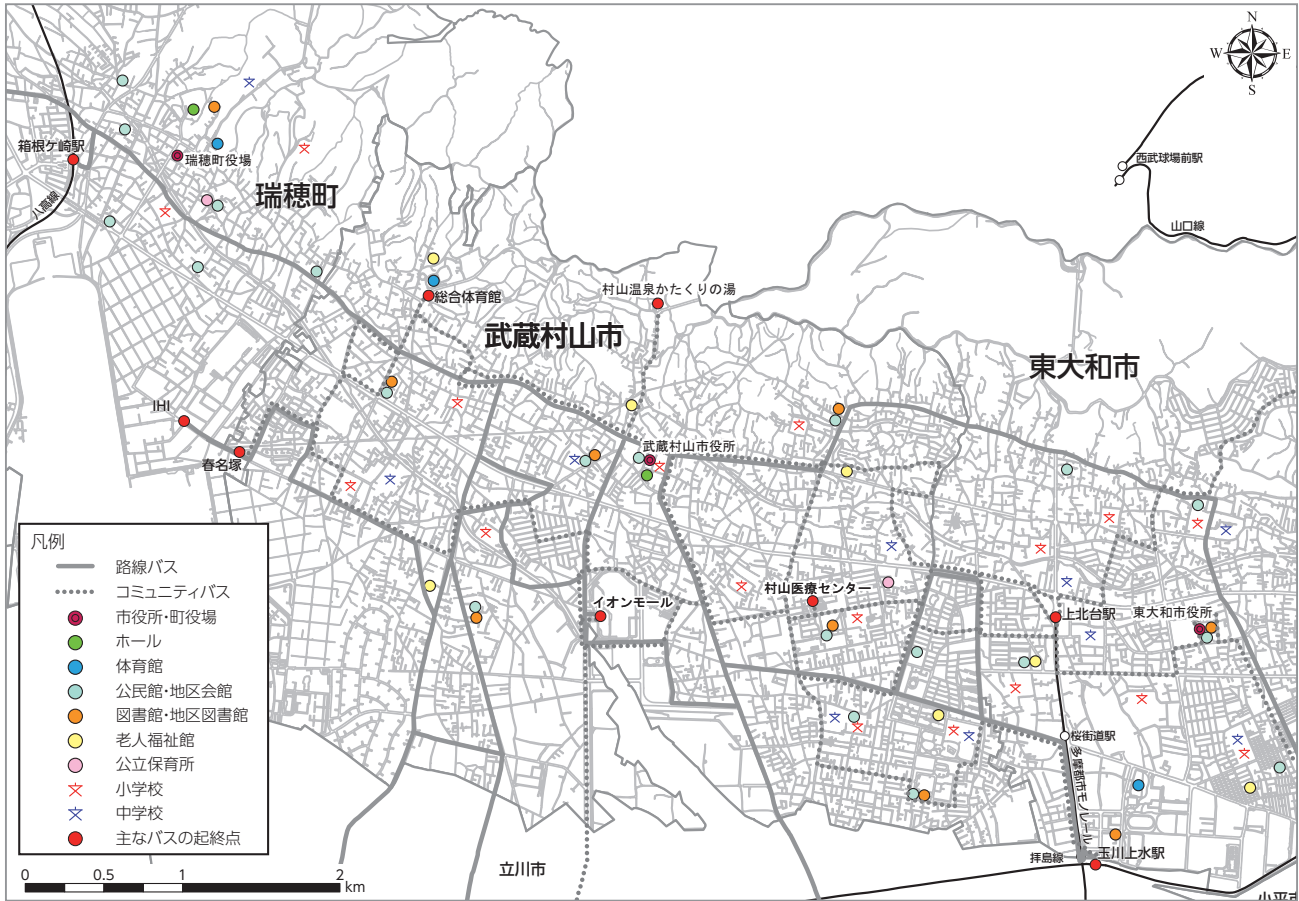 N
W E
S
箱根ケ崎駅
八高線
瑞穂町役場
瑞穂町
西武球場前駅
山口線
総合体育館
村山温泉かたくりの湯
武蔵村山市
東大和市
IHI
春名塚
武蔵村山市役所
イオンモール
村山医療センター
上北台駅
東大和市役所
桜街道駅
多摩都市モノレール
拝島線
玉川上水駅
立川市
小平市
凡例
路線バス
コミュニティバス
市役所・町役場
ホール
体育館
公民館・地区会館
図書館・地区図書館
老人福祉館
公立保育所
小学校
中学校
主なバスの起終点
0 0.5 1 2
km